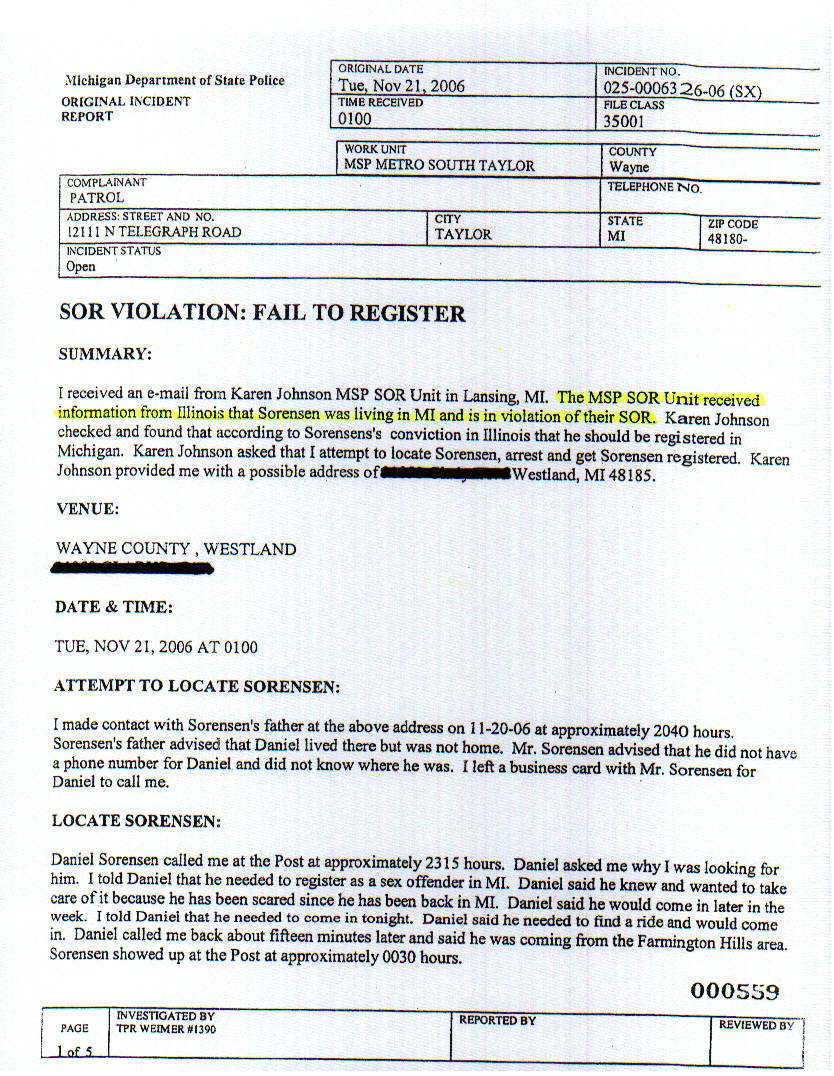 Michigan Department of State Police
ORIGINAL INCIDENT
REPORT
ORIGINAL DATE
Tue, Nov 21, 2006
INCIDENT NO.
025-0006326-06 (SX)
TIME RECEIVED
0100
FILE CLASS
35001
WORK UNIT
MSP METRO SOUTH TAYLOR
COUNTY
Wayne
COMPLAINANT
PATROL
TELEPHONE NO.
ADDRESS: STREET AND NO.
12111 N TELEGRAPH ROAD
CITY
TAYLOR
STATE
MI
ZIP CODE
48180-
INCIDENT STATUS
Open
SOR VIOLATION: FAIL TO REGISTER
SUMMARY:
I received an e-mail from Karen Johnson MSP SOR Unit in Lansing, MI. The MSP SOR Unit received
information from Illinois that Sorensen was living in MI and is in violation of their SOR. Karen Johnson
checked and found that according to Sorensens's conviction in Illinois that he should be registered in
Michigan. Karen Johnson asked that I attempt to locate Sorensen, arrest and get Sorensen registered. Karen
Johnson provided me with a possible address of Westland, MI 48185.
VENUE:
WAYNE COUNTY , WESTLAND
DATE & TIME:
TUE, NOV 21, 2006 AT 0100
ATTEMPT TO LOCATE SORENSEN:
I made contact with Sorensen's father at the above address on 11-20-06 at approximately 2040 hours.
Sorensen's father advised that Daniel lived there but was not home. Mr. Sorensen advised that he did not have
a phone number for Daniel and did not know where he was. I left a business card with Mr. Sorensen for
Daniel to call me.
LOCATE SORENSEN:
Daniel Sorensen called me at the Post at approximately 2315 hours. Daniel asked me why I was looking for
him. I told Daniel that he needed to register as a sex offender in MI. Daniel said he knew and wanted to take
care of it because he has been scared since he has been back in MI. Daniel said he would come in later in the
week. I told Daniel that he needed to come in tonight. Daniel said he needed to find a ride and would come
in. Daniel called me back about fifteen minutes later and said he was coming from the Farmington Hills area.
Sorensen showed up at the Post at approximately 0030 hours.
000559
PAGE
1 of 5
INVESTIGATED BY
TPR WEIMER #1390
REPORTED BY
REVIEWED BY